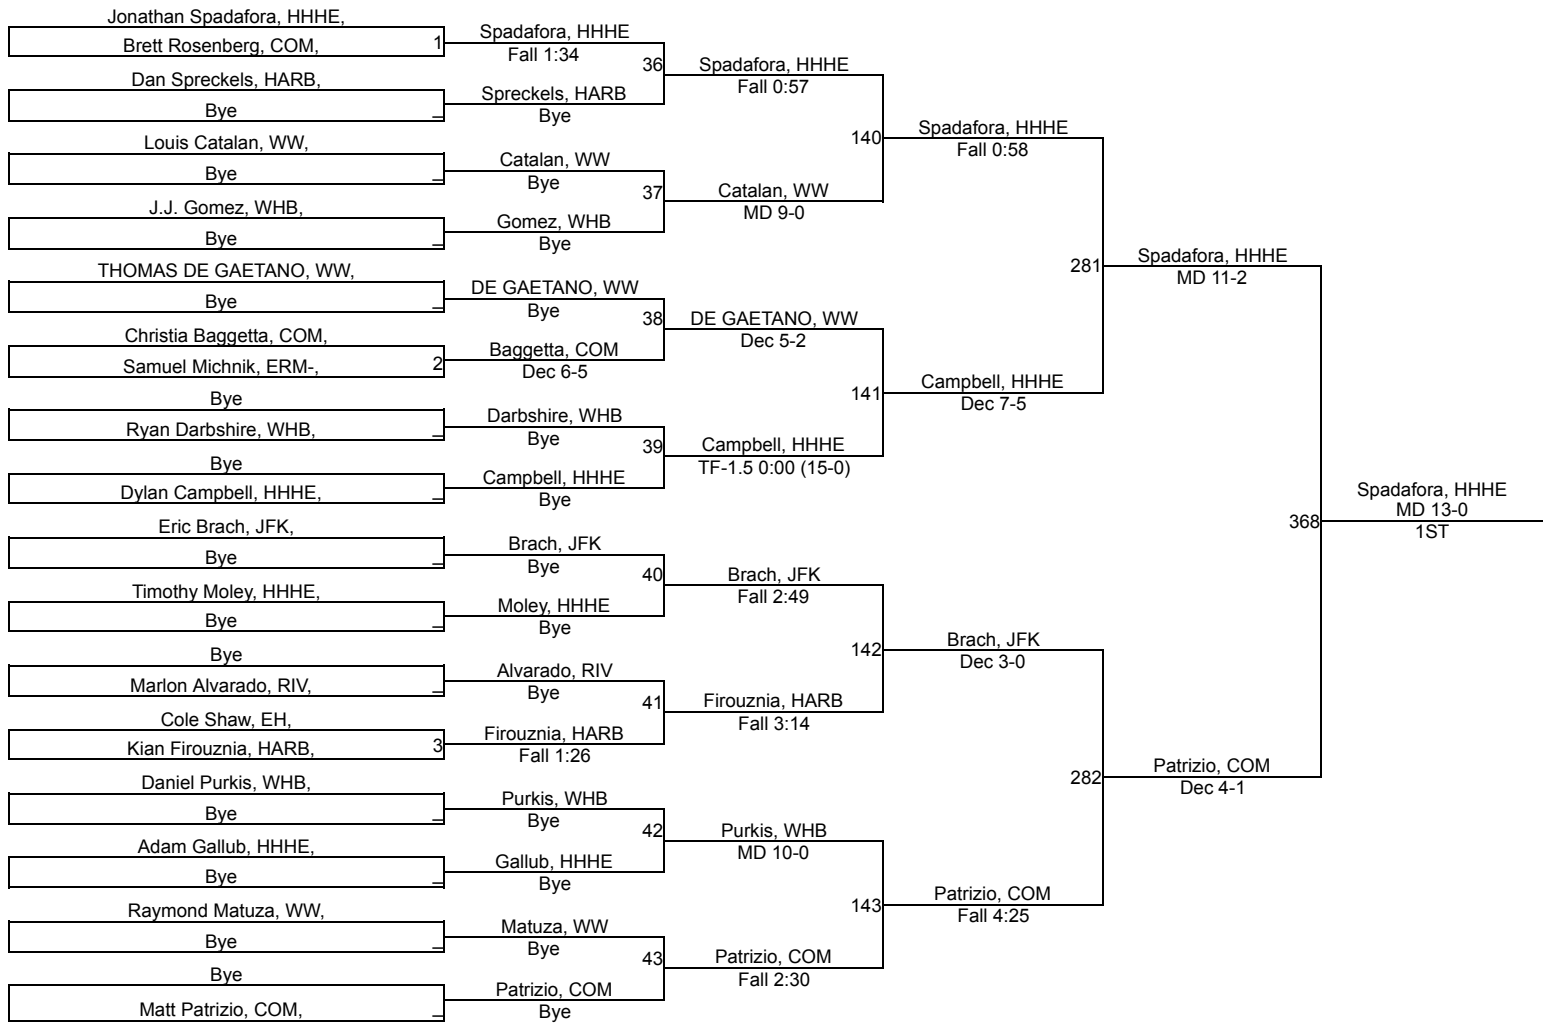 Jonathan Spadafora, HHHE,
Brett Rosenberg, COM,
1
Dan Spreckels, HARB,
Bye
Louis Catalan, WW,
Bye
J.J. Gomez, WHB,
Bye
THOMAS DE GAETANO, WW,
Bye
Christia Baggetta, COM,
Samuel Michnik, ERM-,
2
Bye
Ryan Darbshire, WHB,
Bye
Dylan Campbell, HHHE,
Eric Brach, JFK,
Bye
Timothy Moley, HHHE,
Bye
Bye
Marlon Alvarado, RIV,
Cole Shaw, EH,
Kian Firouznia, HARB,
3
Daniel Purkis, WHB,
Bye
Adam Gallub, HHHE,
Bye
Raymond Matuza, WW,
Bye
Bye
Matt Patrizio, COM,
Spadafora, HHHE
Fall 1:34
36
Spreckels, HARB
Bye
Catalan, WW
Bye
37
Gomez, WHB
Bye
DE GAETANO, WW
Bye
38
Baggetta, COM
Dec 6-5
Darbshire, WHB
Bye
39
Campbell, HHHE
Bye
Brach, JFK
Bye
40
Moley, HHHE
Bye
Alvarado, RIV
Bye
41
Firouznia, HARB
Fall 1:26
Purkis, WHB
Bye
42
Gallub, HHHE
Bye
Matuza, WW
Bye
43
Patrizio, COM
Bye
Spadafora, HHHE
Fall 0:57
140
Catalan, WW
MD 9-0
DE GAETANO, WW
Dec 5-2
141
Campbell, HHHE
TF-1.5 0:00 (15-0)
Brach, JFK
Fall 2:49
142
Firouznia, HARB
Fall 3:14
Purkis, WHB
MD 10-0
143
Patrizio, COM
Fall 2:30
Spadafora, HHHE
Fall 0:58
281
Campbell, HHHE
Dec 7-5
Brach, JFK
Dec 3-0
282
Patrizio, COM
Fall 4:25
Spadafora, HHHE
MD 11-2
368
Patrizio, COM
Dec 4-1
Spadafora, HHHE
MD 13-0
1ST